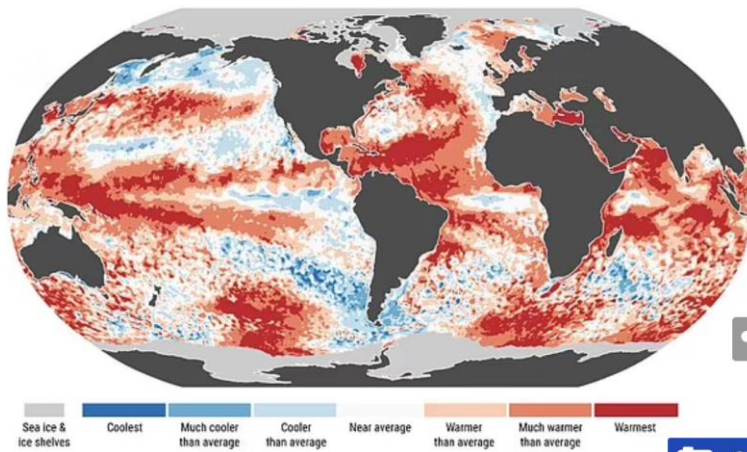 Sea ice &
ice shelves
Coolest
Much cooler
than average
Cooler
than average
Near average
Warmer
than average
Much warmer
than average
Warmest